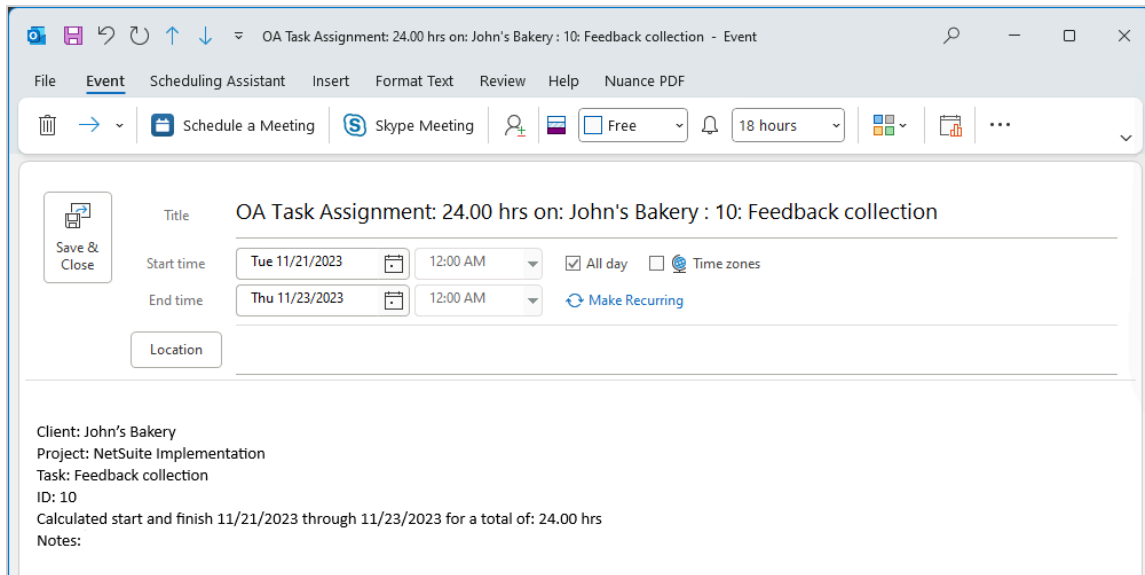 OA Task Assignment: 24.00 hrs on: John's Bakery : 10: Feedback collection - Event
File Event Scheduling Assistant Insert Format Text Review Help Nuance PDF
Schedule a Meeting S Skype Meeting Free 18 hours ...
Save & Close
Title OA Task Assignment: 24.00 hrs on: John's Bakery : 10: Feedback collection
Start time Tue 11/21/2023 12:00 AM All day Time zones
End time Thu 11/23/2023 12:00 AM Make Recurring
Location
Client: John’s Bakery
Project: NetSuite Implementation
Task: Feedback collection
ID: 10
Calculated start and finish 11/21/2023 through 11/23/2023 for a total of: 24.00 hrs
Notes: